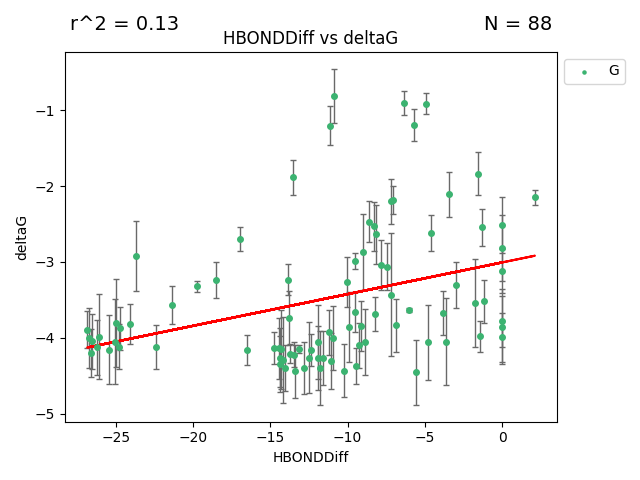 r^2 = 0.13
N = 88
HBONDDiff vs deltaG
G
−1
−2
−3
−4
−5
deltaG
−25
−20
−15
−10
−5
0
HBONDDiff